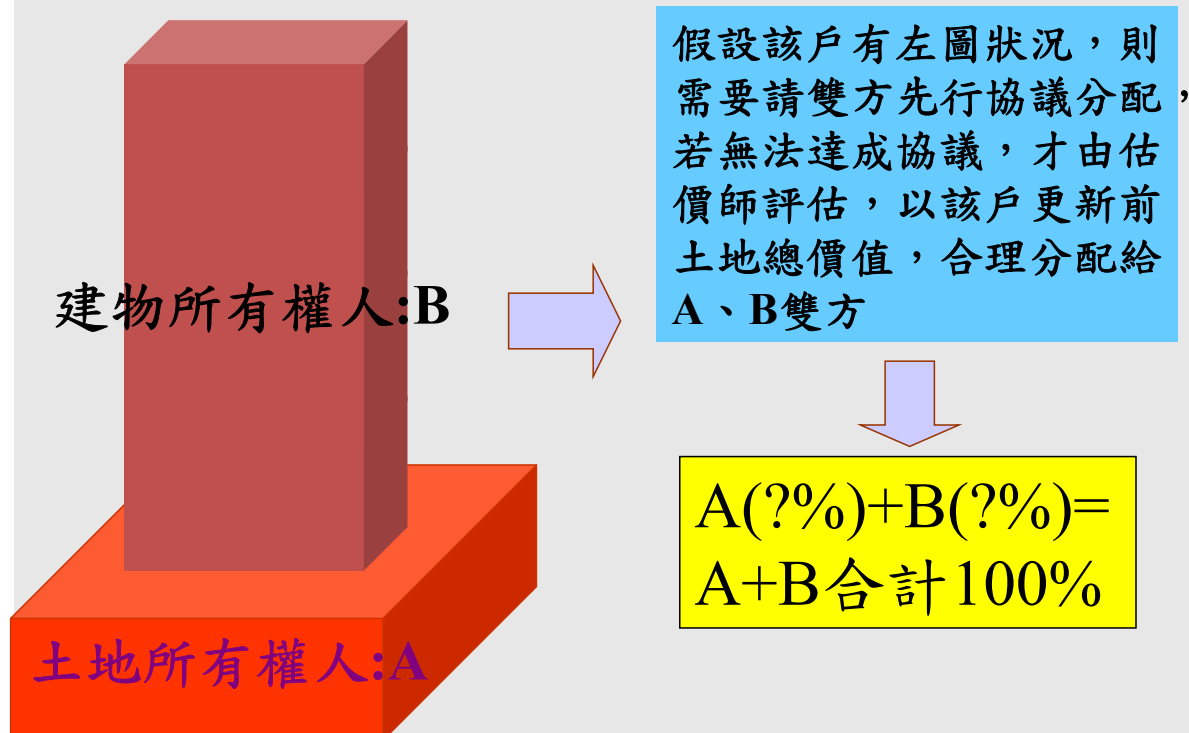 假設該戶有左圖狀況，則
需要請雙方先行協議分配，
若無法達成協議，才由估
價師評估，以該戶更新前
土地總價值，合理分配給
A、B雙方
建物所有權人:B
A(?%)+B(?%)=
A+B合計100%
土地所有權人:A